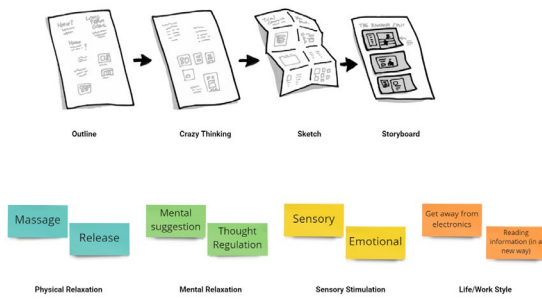 Outline
Crazy Thinking
Sketch
Storyboard
Massage
Release
Mental
suggestion
Thought
Regulation
Sensory
Emotional
Get away from
electronics
Reading
information (in a
new way)
Physical Relaxation
Mental Relaxation
Sensory Stimulation
Life/Work Style